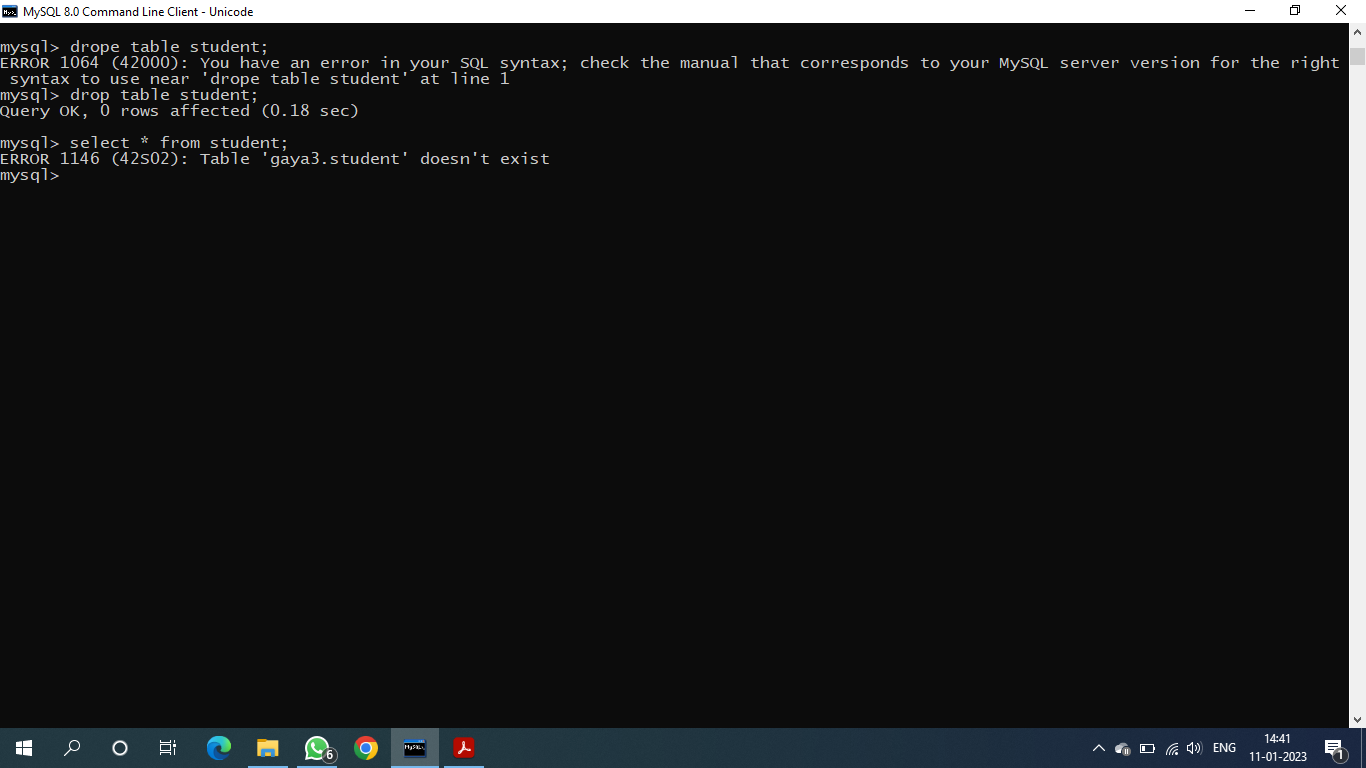 MySQL 8.0 Command Line Client - Unicode
mysql> drope table student;
ERROR 1064 (42000): You have an error in your SQL syntax; check the manual that corresponds to your MySQL server version for the right
 syntax to use near 'drope table student' at line 1
mysql> drop table student;
Query OK, 0 rows affected (0.18 sec)
mysql> select * from student;
ERROR 1146 (42S02): Table 'gaya3.student' doesn't exist
mysql>
6
MySQL
ENG
14:41
11-01-2023
1